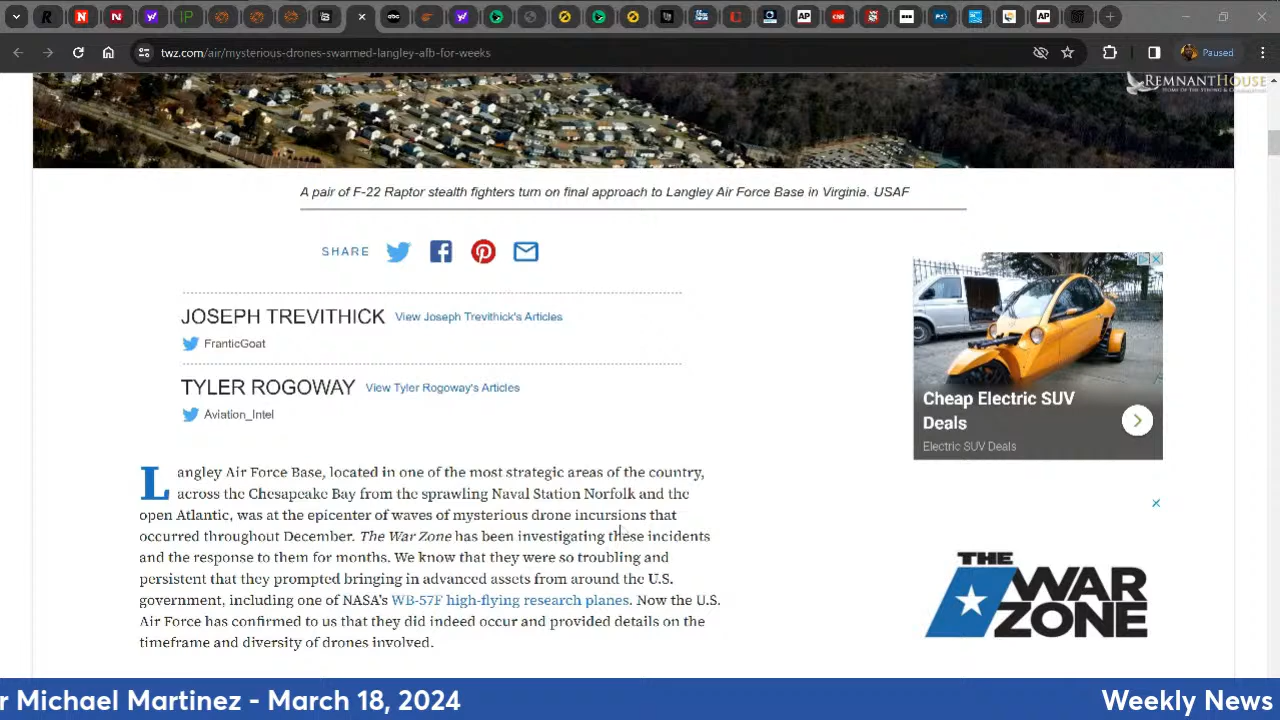 twz.com/air/mysterious-drones-swarmed-langley-afb-for-weeks
Paused
REMNANTHOUSE
A pair of F-22 Raptor stealth fighters turn on final approach to Langley Air Force Base in Virginia. USAF
SHARE
JOSEPH TREVITHICK View Joseph Trevithick's Articles
FranticGoat
TYLER ROGOWAY View Tyler Rogoway's Articles
Aviation_Intel
Cheap Electric SUV
Deals
Electric SUV Deals
Langley Air Force Base, located in one of the most strategic areas of the country,
across the Chesapeake Bay from the sprawling Naval Station Norfolk and the
open Atlantic, was at the epicenter of waves of mysterious drone incursions that
occurred throughout December. The War Zone has been investigating these incidents
and the response to them for months. We know that they were so troubling and
persistent that they prompted bringing in advanced assets from around the U.S.
government, including one of NASA's WB-57F high-flying research planes. Now the U.S.
Air Force has confirmed to us that they did indeed occur and provided details on the
timeframe and diversity of drones involved.
THE
WAR
ZONE
r Michael Martinez - March 18, 2024
Weekly News